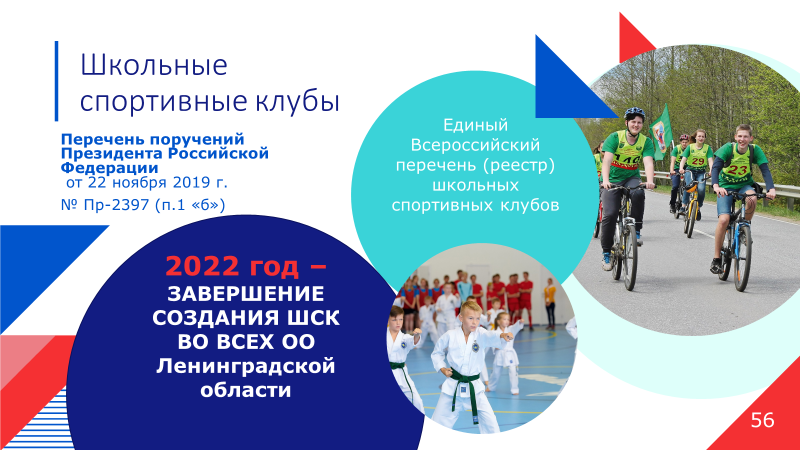 Школьные
спортивные клубы
Перечень поручений
Президента Российской
Федерации
от 22 ноября 2019 г.
№ Пр-2397 (п.1 «б»)
Единый
Всероссийский
перечень (реестр)
школьных
спортивных клубов
2022 год –
ЗАВЕРШЕНИЕ
СОЗДАНИЯ ШСК
ВО ВСЕХ ОО
Ленинградской
области
29
23
56